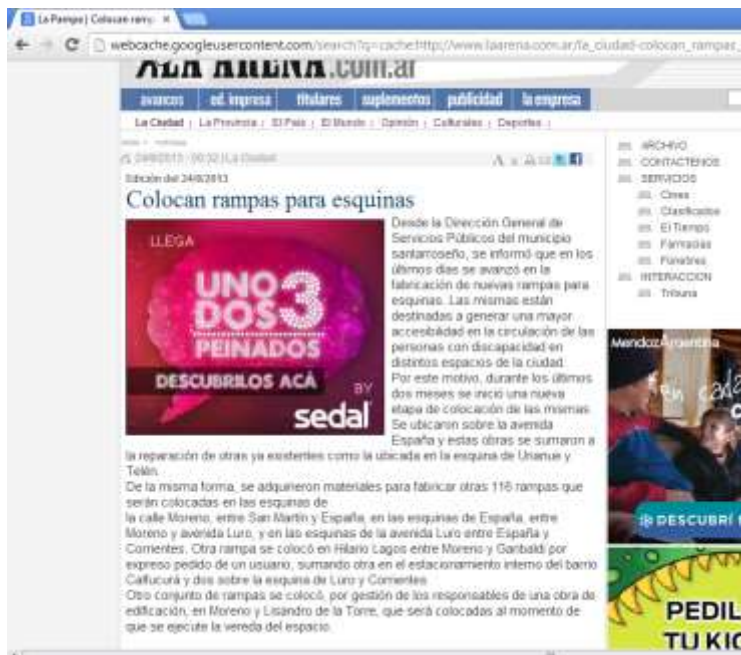 La Pampa | Colocan ramp
webcache.googleusercontent.com/search?q=cache:http://www.laarena.com.ar/la_ciudad-colocan_rampas_
LA ARENA.com.ar
avances ed. impresa titulares suplementos publicidad la empresa
La Ciudad | La Provincia | El País | El Mundo | Opinión | Culturales | Deportes |
24/8/2013 - 00:32 | La Ciudad
Edición del 24/8/2013
Colocan rampas para esquinas
LLEGA
UNO
DOS 3
PEINADOS
DESCUBRILOS ACÁ
BY
sedal
Desde la Dirección General de
Servicios Públicos del municipio
santarroseño, se informó que en los
últimos días se avanzó en la
fabricación de nuevas rampas para
esquinas. Las mismas están
destinadas a generar una mayor
accesibilidad en la circulación de las
personas con discapacidad en
distintos espacios de la ciudad.
Por este motivo, durante los últimos
dos meses se inició una nueva
etapa de colocación de las mismas.
Se ubicaron sobre la avenida
España y estas obras se sumaron a
la reparación de otras ya existentes como la ubicada en la esquina de Urianue y
Telén.
De la misma forma, se adquirieron materiales para fabricar otras 116 rampas que
serán colocadas en las esquinas de
la calle Moreno, entre San Martín y España, en las esquinas de España, entre
Moreno y avenida Luro, y en las esquinas de la avenida Luro entre España y
Corrientes. Otra rampa se colocó en Hilario Lagos entre Moreno y Garibaldi por
expreso pedido de un usuario, sumando otra en el estacionamiento interno del barrio
Calfucurá y dos sobre la esquina de Luro y Corrientes.
Otro conjunto de rampas se colocó, por gestión de los responsables de una obra de
edificación, en Moreno y Lisandro de la Torre, que será colocadas al momento de
que se ejecute la vereda del espacio.
ARCHIVO
CONTACTENOS
SERVICIOS
Cines
Clasificados
El Tiempo
Farmacias
Fúnebres
INTERACCION
Tribuna
MendozArgentina
en cada
DESCUBRÍ
PEDIL
TU KIO